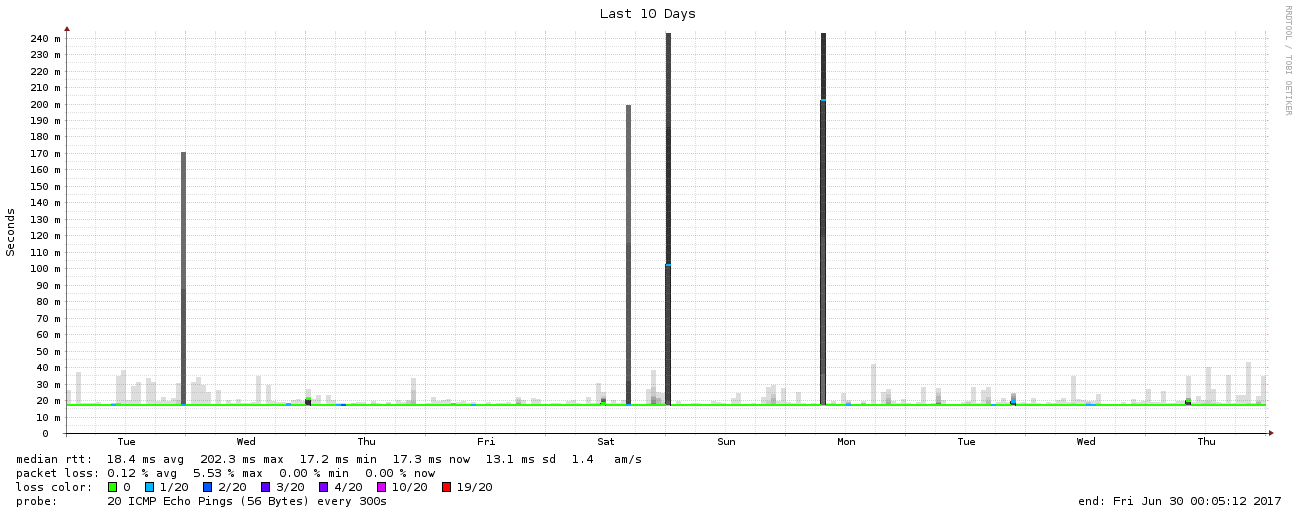 Last 10 Days
RRDTOOL / TOBI OETIKER
Seconds
240 m
230 m
220 m
210 m
200 m
190 m
180 m
170 m
160 m
150 m
140 m
130 m
120 m
110 m
100 m
90 m
80 m
70 m
60 m
50 m
40 m
30 m
20 m
10 m
0
Tue Wed Thu Fri Sat Sun Mon Tue Wed Thu
median rtt: 18.4 ms avg 202.3 ms max 17.2 ms min 17.3 ms now 13.1 ms sd 1.4 am/s
packet loss: 0.12 % avg 5.53 % max 0.00 % min 0.00 % now
loss color: 0 1/20 2/20 3/20 4/20 10/20 19/20
probe: 20 ICMP Echo Pings (56 Bytes) every 300s end: Fri Jun 30 00:05:12 2017